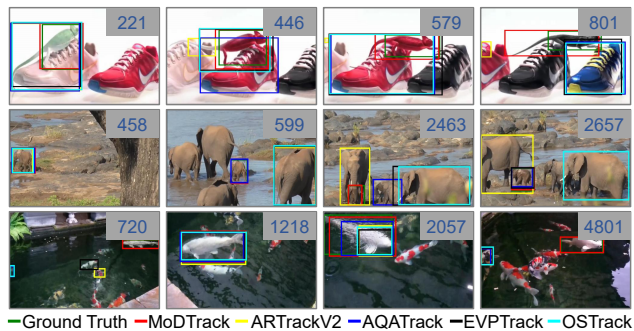 221 446 579 801
458 599 2463 2657
720 1218 2057 4801
Ground Truth MoDTrack ARTrackV2 AQATrack EVPTrack OSTrack